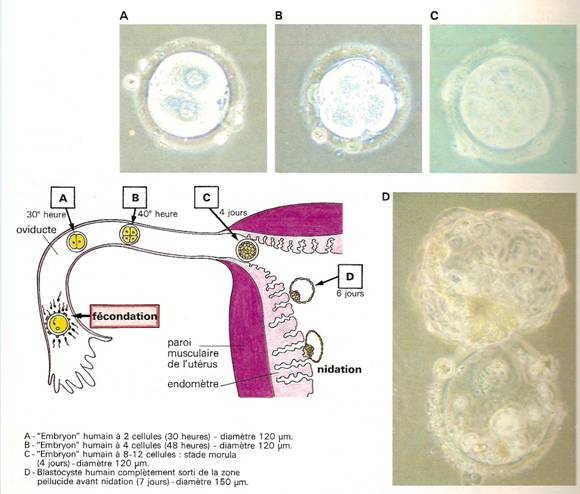 A
B
C
A
B
C
30e heure
40e heure
4 jours
oviducte
D
D
6 jours
fécondation
paroi
musculaire
de l'utérus
nidation
endomètre
A - "Embryon" humain à 2 cellules (30 heures) - diamètre 120 µm.
B - "Embryon" humain à 4 cellules (48 heures) - diamètre 120 µm.
C - "Embryon" humain à 8-12 cellules : stade morula
(4 jours) - diamètre 120 µm.
D - Blastocyste humain complètement sorti de la zone
pellucide avant nidation (7 jours) - diamètre 150 µm.